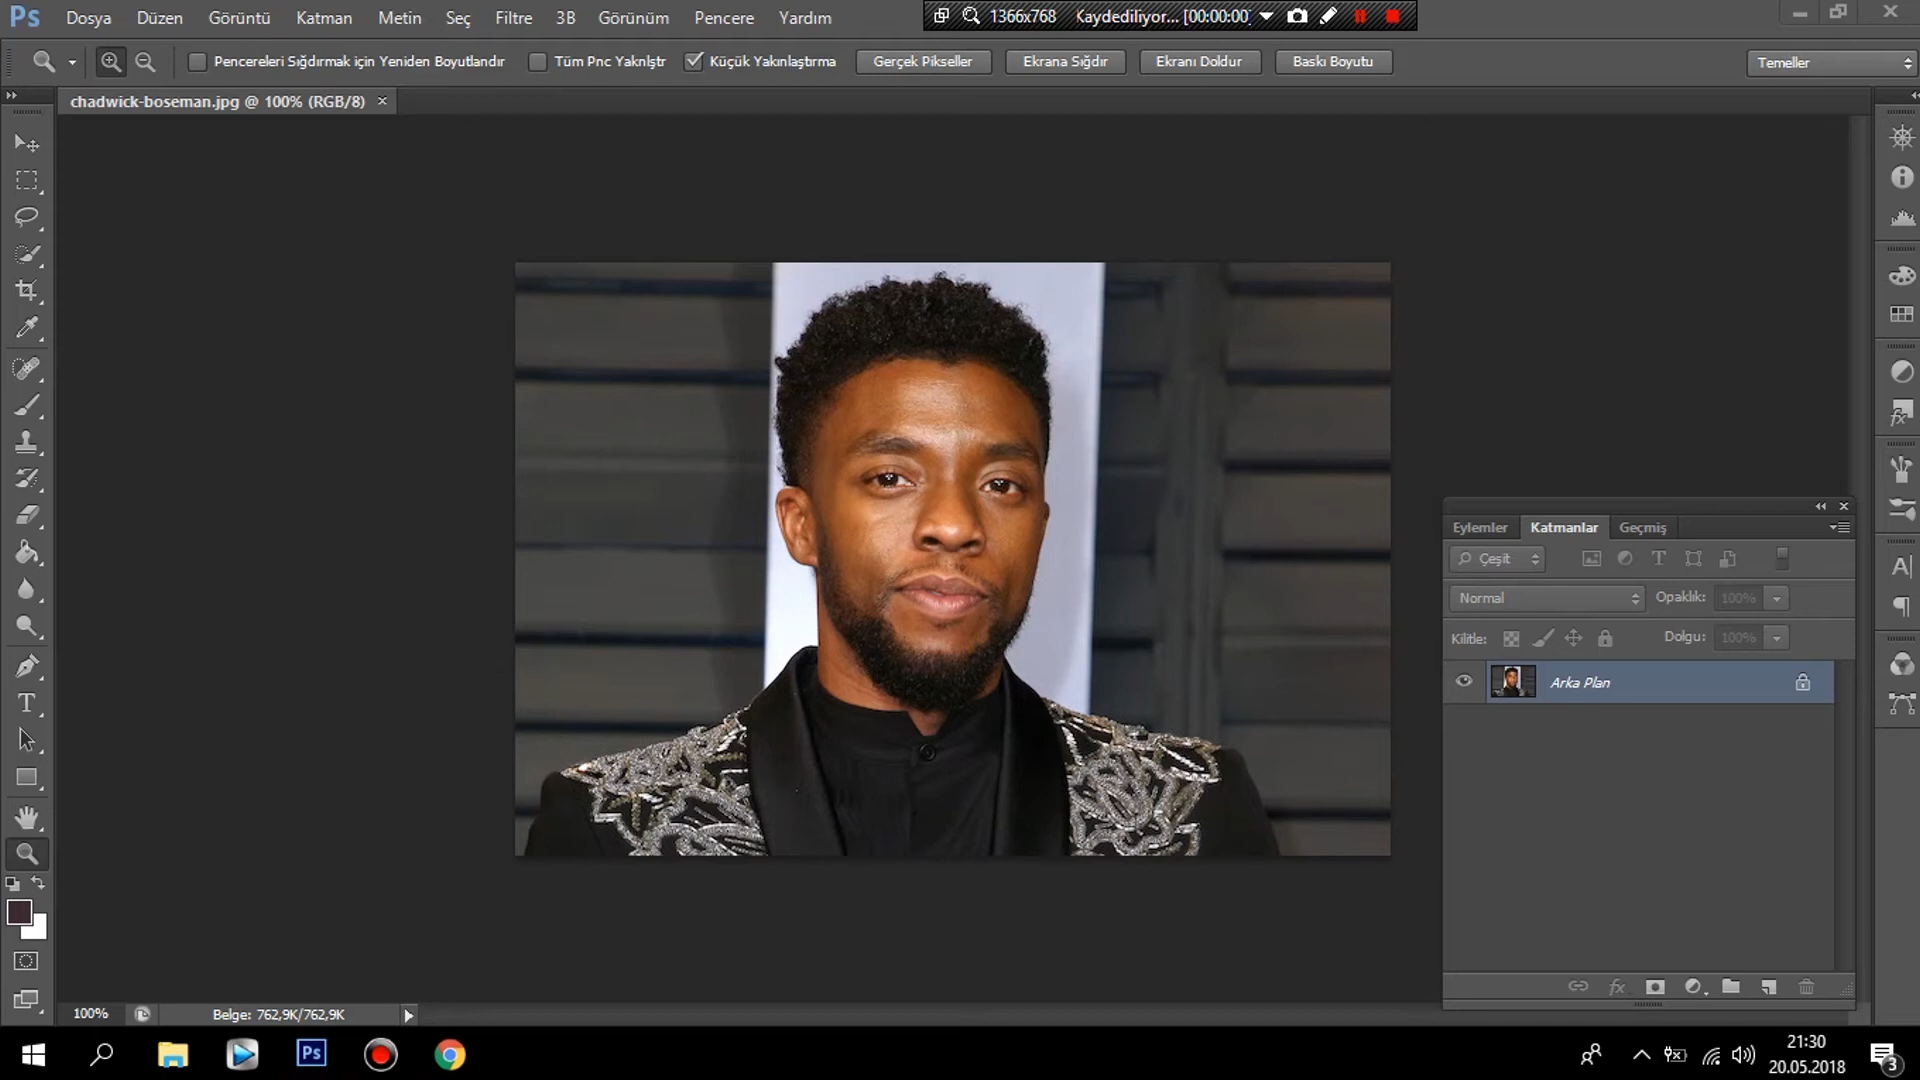 Ps Dosya Düzen Görüntü Katman Metin Seç Filtre 3B Görünüm Pencere Yardım
1366x768 Kaydediliyor... [00:00:00]
Pencereleri Sığdırmak için Yeniden Boyutlandır Tüm Pnc Yaknlştr Küçük Yakınlaştırma Gerçek Pikseller Ekrana Sığdır Ekranı Doldur Baskı Boyutu Temeller
chadwick-boseman.jpg @ 100% (RGB/8)
Eylemler Katmanlar Geçmiş
Çeşit
Normal Opaklık: 100%
Kilitle: Dolgu: 100%
Arka Plan
fx
100% Belge: 762,9K/762,9K
Ps
21:30
20.05.2018
3